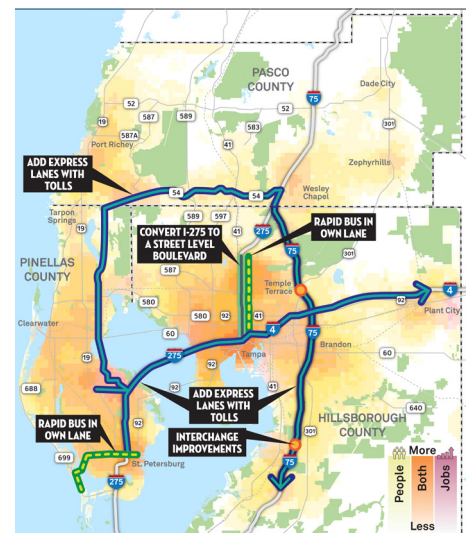 PASCO
COUNTY
75
Dade City
52
587
589
52
19
583
301
587A
41
Port Richey
Zephyrhills
ADD EXPRESS
LANES WITH
TOLLS
54
54
Wesley
Chapel
Tarpon
Springs
589
597
41
CONVERT I-275 TO
A STREET LEVEL
BOULEVARD
RAPID BUS IN
OWN LANE
275
PINELLAS
COUNTY
19
587
75
301
Temple
Terrace
4
Clearwater
580
580
92
41
92
Plant City
60
4
75
275
Tampa
Brandon
60
19
688
92
41
ADD EXPRESS
LANES WITH
TOLLS
92
HILLSBOROUGH
COUNTY
640
RAPID BUS IN
OWN LANE
INTERCHANGE
IMPROVEMENTS
301
75
699
St. Petersburg
275
More
People
Both
Jobs
Less